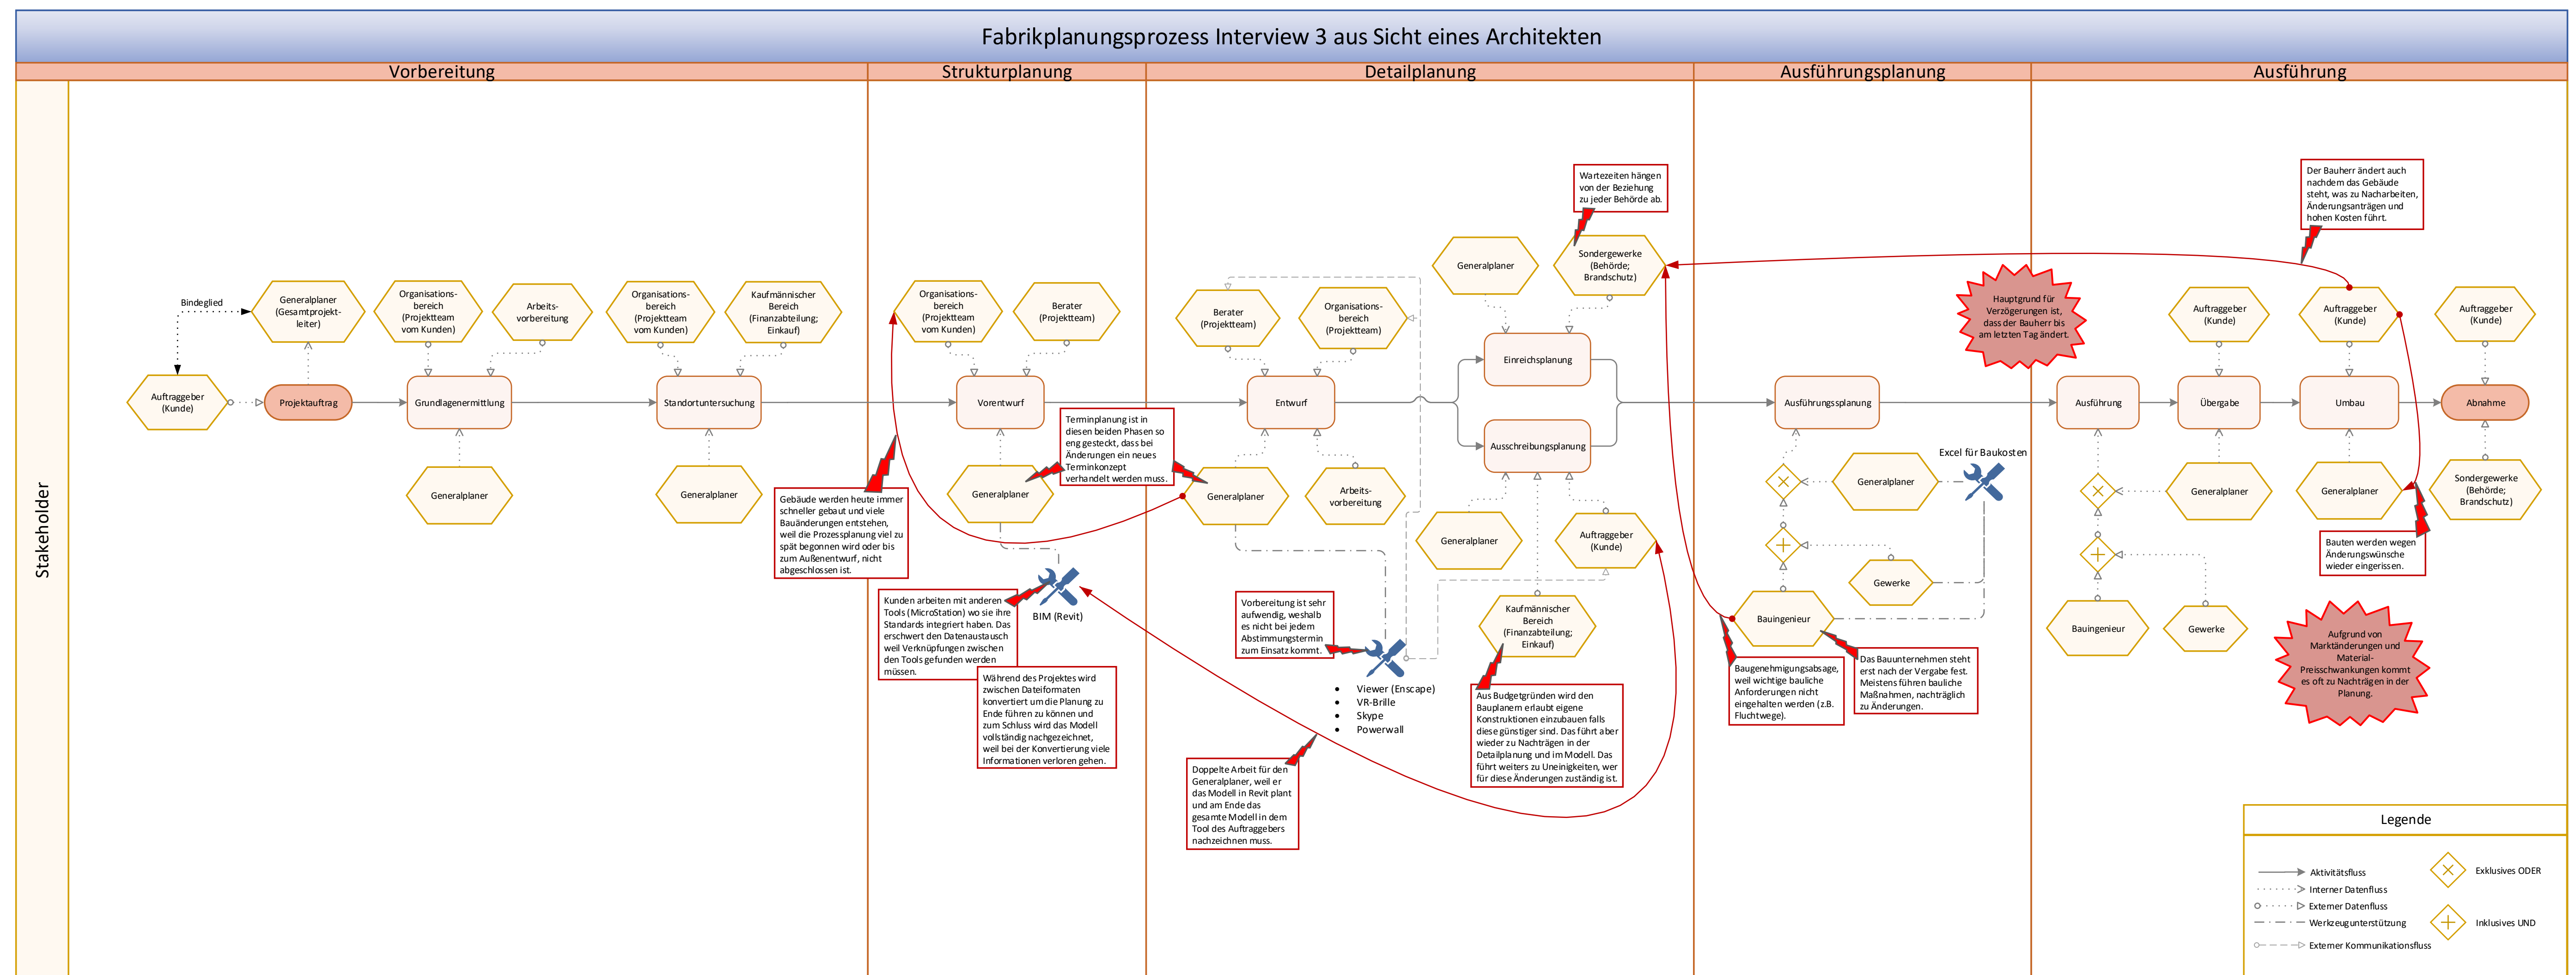 Fabrikplanungsprozess Interview 3 aus Sicht eines Architekten
Vorbereitung
Strukturplanung
Detailplanung
Ausführungsplanung
Ausführung
Stakeholder
Bindeglied
Auftraggeber
(Kunde)
Generalplaner
(Gesamtprojekt-
leiter)
Projektauftrag
Organisations-
bereich
(Projektteam
vom Kunden)
Arbeits-
vorbereitung
Grundlagenermittlung
Generalplaner
Organisations-
bereich
(Projektteam
vom Kunden)
Kaufmännischer
Bereich
(Finanzabteilung;
Einkauf)
Standortuntersuchung
Generalplaner
Organisations-
bereich
(Projektteam
vom Kunden)
Berater
(Projektteam)
Vorentwurf
Generalplaner
Terminplanung ist in
diesen beiden Phasen so
eng gesteckt, dass bei
Änderungen ein neues
Terminkonzept
verhandelt werden muss.
Gebäude werden heute immer
schneller gebaut und viele
Bauänderungen entstehen,
weil die Prozessplanung viel zu
spät begonnen wird oder bis
zum Außenentwurf, nicht
abgeschlossen ist.
BIM (Revit)
Kunden arbeiten mit anderen
Tools (MicroStation) wo sie ihre
Standards integriert haben. Das
erschwert den Datenaustausch
weil Verknüpfungen zwischen
den Tools gefunden werden
müssen.
Während des Projektes wird
zwischen Dateiformaten
konvertiert um die Planung zu
Ende führen zu können und
zum Schluss wird das Modell
vollständig nachgezeichnet,
weil bei der Konvertierung viele
Informationen verloren gehen.
Berater
(Projektteam)
Organisations-
bereich
(Projektteam)
Entwurf
Generalplaner
Arbeits-
vorbereitung
Vorbereitung ist sehr
aufwendig, weshalb
es nicht bei jedem
Abstimmungstermin
zum Einsatz kommt.
• Viewer (Enscape)
• VR-Brille
• Skype
• Powerwall
Doppelte Arbeit für den
Generalplaner, weil er
das Modell in Revit plant
und am Ende das
gesamte Modell in dem
Tool des Auftraggebers
nachzeichnen muss.
Wartezeiten hängen
von der Beziehung
zu jeder Behörde ab.
Generalplaner
Sondergewerke
(Behörde;
Brandschutz)
Einreichsplanung
Ausschreibungsplanung
Generalplaner
Auftraggeber
(Kunde)
Kaufmännischer
Bereich
(Finanzabteilung;
Einkauf)
Aus Budgetgründen wird den
Bauplanern erlaubt eigene
Konstruktionen einzubauen falls
diese günstiger sind. Das führt aber
wieder zu Nachträgen in der
Detailplanung und im Modell. Das
führt weiters zu Uneinigkeiten, wer
für diese Änderungen zuständig ist.
Ausführungssplanung
Generalplaner
Excel für Baukosten
Gewerke
Bauingenieur
Baugenehmigungsabsage,
weil wichtige bauliche
Anforderungen nicht
eingehalten werden (z.B.
Fluchtwege).
Das Bauunternehmen steht
erst nach der Vergabe fest.
Meistens führen bauliche
Maßnahmen, nachträglich
zu Änderungen.
Hauptgrund für
Verzögerungen ist,
dass der Bauherr bis
am letzten Tag ändert.
Der Bauherr ändert auch
nachdem das Gebäude
steht, was zu Nacharbeiten,
Änderungsanträgen und
hohen Kosten führt.
Auftraggeber
(Kunde)
Auftraggeber
(Kunde)
Auftraggeber
(Kunde)
Ausführung
Übergabe
Umbau
Abnahme
Generalplaner
Generalplaner
Sondergewerke
(Behörde;
Brandschutz)
Bauten werden wegen
Änderungswünsche
wieder eingerissen.
Bauingenieur
Gewerke
Aufgrund von
Marktänderungen und
Material-
Preisschwankungen kommt
es oft zu Nachträgen in der
Planung.
Legende
Aktivitätsfluss
Interner Datenfluss
Externer Datenfluss
Werkzeugunterstützung
Externer Kommunikationsfluss
Exklusives ODER
Inklusives UND